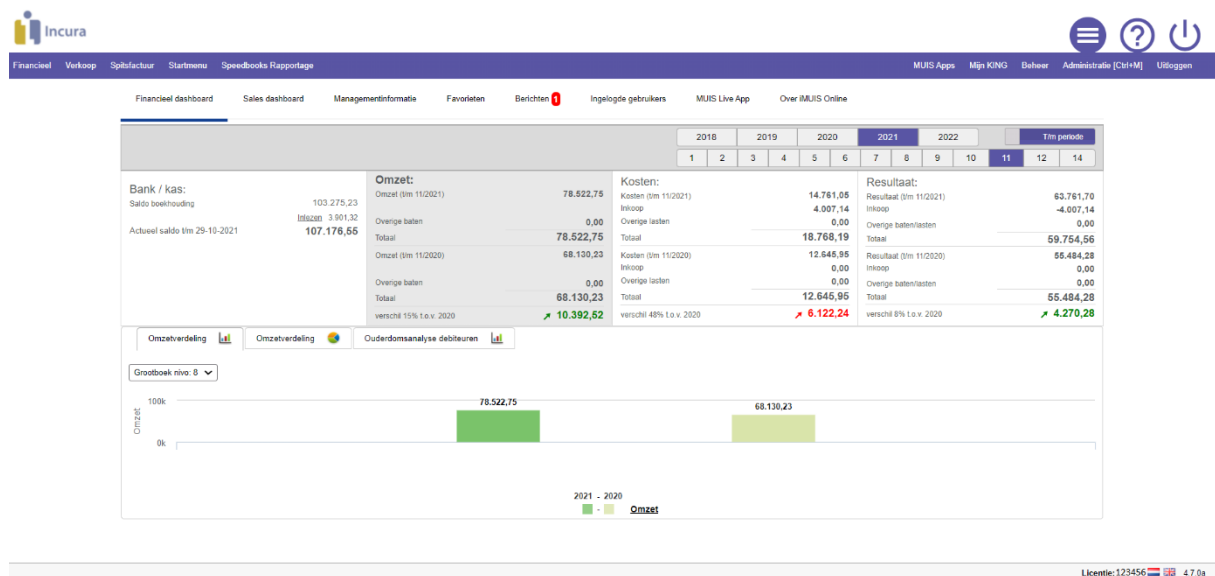 Incura
Financieel Verkoop Spitsfactuur Startmenu Speedbooks Rapportage MUIS Apps Mijn KING Beheer Administratie [Ctrl+M] Uitloggen
Financieel dashboard Sales dashboard Managementinformatie Favorieten Berichten 1 Ingelogde gebruikers MUIS Live App Over iMUIS Online
2018 2019 2020 2021 2022 T/m periode
1 2 3 4 5 6 7 8 9 10 11 12 14
Bank / kas:
Saldo boekhouding 103.275,23
Inlezen 3.901,32
Actueel saldo t/m 29-10-2021 107.176,55
Omzet:
Omzet (t/m 11/2021) 78.522,75
Overige baten 0,00
Totaal 78.522,75
Omzet (t/m 11/2020) 68.130,23
Overige baten 0,00
Totaal 68.130,23
verschil 15% t.o.v. 2020 10.392,52
Kosten:
Kosten (t/m 11/2021) 14.761,05
Inkoop 4.007,14
Overige lasten 0,00
Totaal 18.768,19
Kosten (t/m 11/2020) 12.645,95
Inkoop 0,00
Overige lasten 0,00
Totaal 12.645,95
verschil 48% t.o.v. 2020 6.122,24
Resultaat:
Resultaat (t/m 11/2021) 63.761,70
Inkoop -4.007,14
Overige baten/lasten 0,00
Totaal 59.754,56
Resultaat (t/m 11/2020) 55.484,28
Inkoop 0,00
Overige baten/lasten 0,00
Totaal 55.484,28
verschil 8% t.o.v. 2020 4.270,28
Omzetverdeling Omzetverdeling Ouderdomsanalyse debiteuren
Grootboek nivo: 8
Omzet
100k
0k
78.522,75
68.130,23
2021 - 2020
- Omzet
Licentie: 123456 4.7.0a